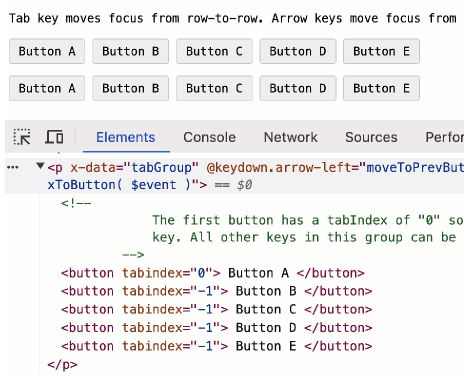 Tab key moves focus from row-to-row. Arrow keys move focus from
Button A Button B Button C Button D Button E
Button A Button B Button C Button D Button E
Elements Console Network Sources Perfor
<p x-data="tabGroup" @keydown.arrow-left="moveToPrevBut
xToButton( $event )"> == $0
<!--
The first button has a tabIndex of "0" so
key. All other keys in this group can be
-->
<button tabindex="0"> Button A </button>
<button tabindex="-1"> Button B </button>
<button tabindex="-1"> Button C </button>
<button tabindex="-1"> Button D </button>
<button tabindex="-1"> Button E </button>
</p>